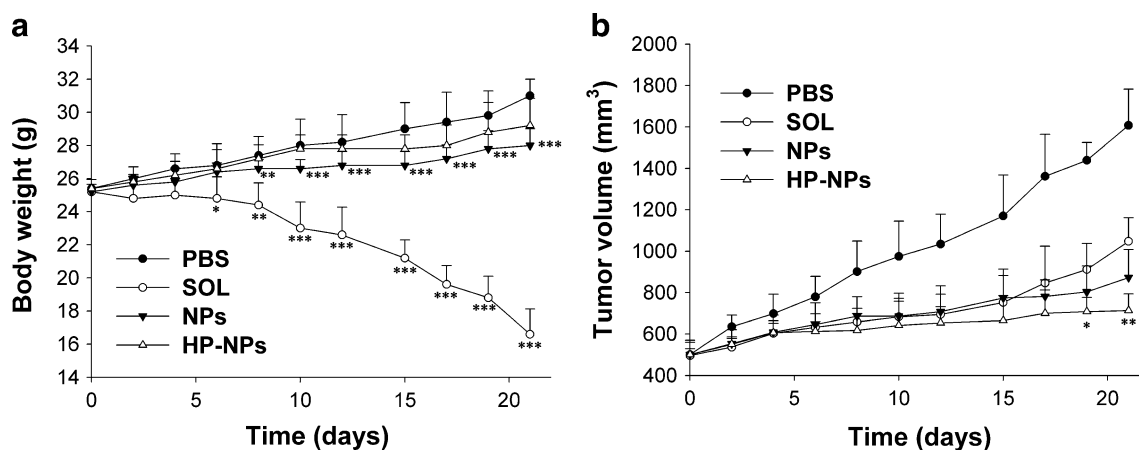 a
34
32
30
28
26
24
22
20
18
16
14
Body weight (g)
PBS
SOL
NPs
HP-NPs
* ** *** *** *** *** *** ***
** *** *** *** *** *** ***
0 5 10 15 20
Time (days)
b
2000
1800
1600
1400
1200
1000
800
600
400
Tumor volume (mm³)
PBS
SOL
NPs
HP-NPs
* **
0 5 10 15 20
Time (days)